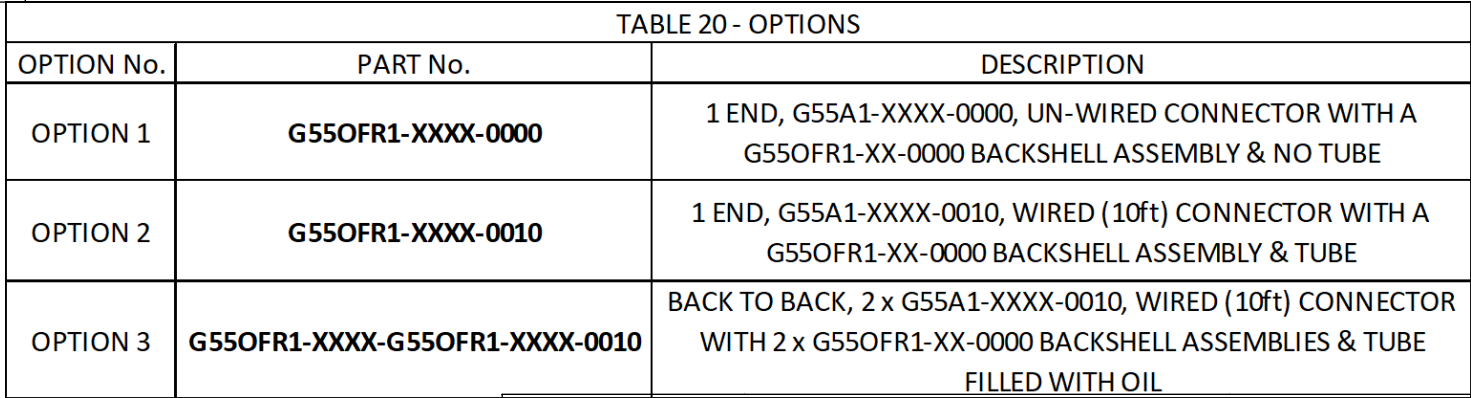 TABLE 20 - OPTIONS
OPTION No. PART No. DESCRIPTION
OPTION 1 G55OFR1-XXXX-0000 1 END, G55A1-XXXX-0000, UN-WIRED CONNECTOR WITH A
G55OFR1-XX-0000 BACKSHELL ASSEMBLY & NO TUBE
OPTION 2 G55OFR1-XXXX-0010 1 END, G55A1-XXXX-0010, WIRED (10ft) CONNECTOR WITH A
G55OFR1-XX-0000 BACKSHELL ASSEMBLY & TUBE
OPTION 3 G55OFR1-XXXX-G55OFR1-XXXX-0010 BACK TO BACK, 2 x G55A1-XXXX-0010, WIRED (10ft) CONNECTOR
WITH 2 x G55OFR1-XX-0000 BACKSHELL ASSEMBLIES & TUBE
FILLED WITH OIL